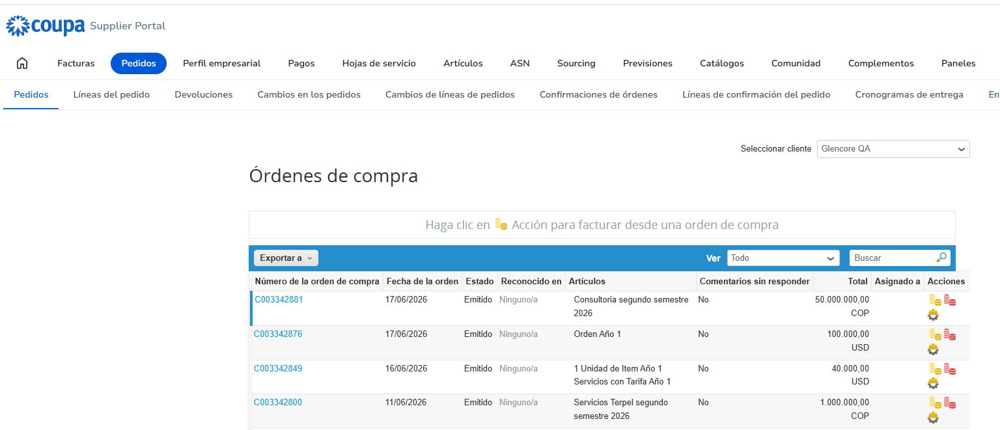 coupa Supplier Portal
Facturas Pedidos Perfil empresarial Pagos Hojas de servicio Artículos ASN Sourcing Previsiones Catálogos Comunidad Complementos Paneles
Pedidos Líneas del pedido Devoluciones Cambios en los pedidos Cambios de líneas de pedidos Confirmaciones de órdenes Líneas de confirmación del pedido Cronogramas de entrega En
Seleccionar cliente Glencore QA
Órdenes de compra
Haga clic en Acción para facturar desde una orden de compra
Exportar a Ver Todo Buscar
Número de la orden de compra Fecha de la orden Estado Reconocido en Artículos Comentarios sin responder Total Asignado a Acciones
C003342881 17/06/2026 Emitido Ninguno/a Consultoria segundo semestre No 50.000.000,00
2026 COP
C003342876 17/06/2026 Emitido Ninguno/a Orden Año 1 No 100.000,00
USD
C003342849 16/06/2026 Emitido Ninguno/a 1 Unidad de Item Año 1 No 40.000,00
Servicios con Tarifa Año 1 USD
C003342800 11/06/2026 Emitido Ninguno/a Servicios Terpel segundo No 1.000.000,00
semestre 2026 COP